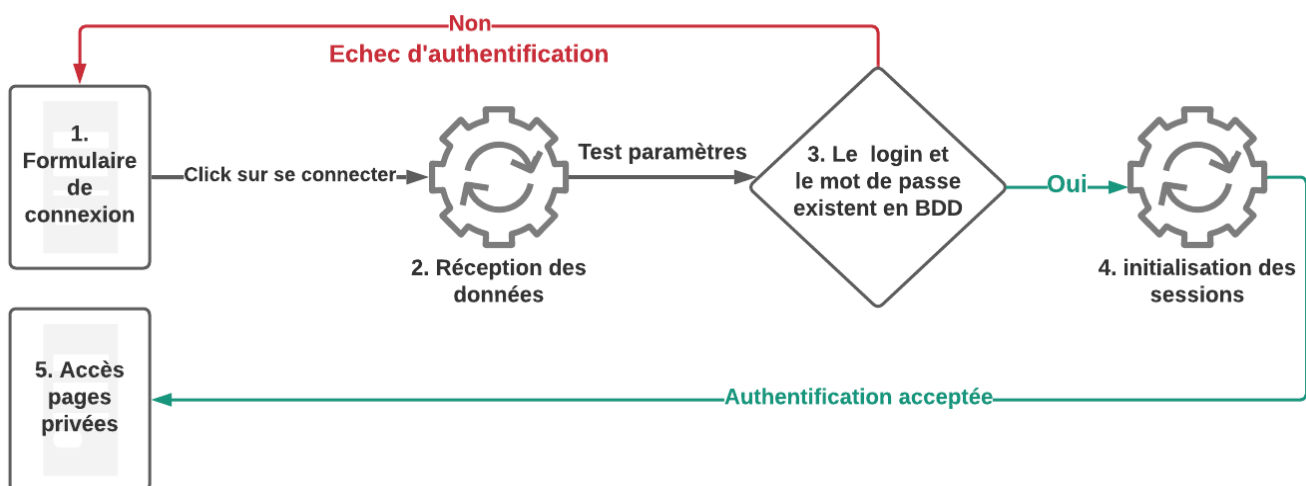 Non
Echec d'authentification
1.
Formulaire
de
connexion
Click sur se connecter
2. Réception des
données
Test paramètres
3. Le login et
le mot de passe
existent en BDD
Oui
4. initialisation des
sessions
5. Accès
pages
privées
Authentification acceptée